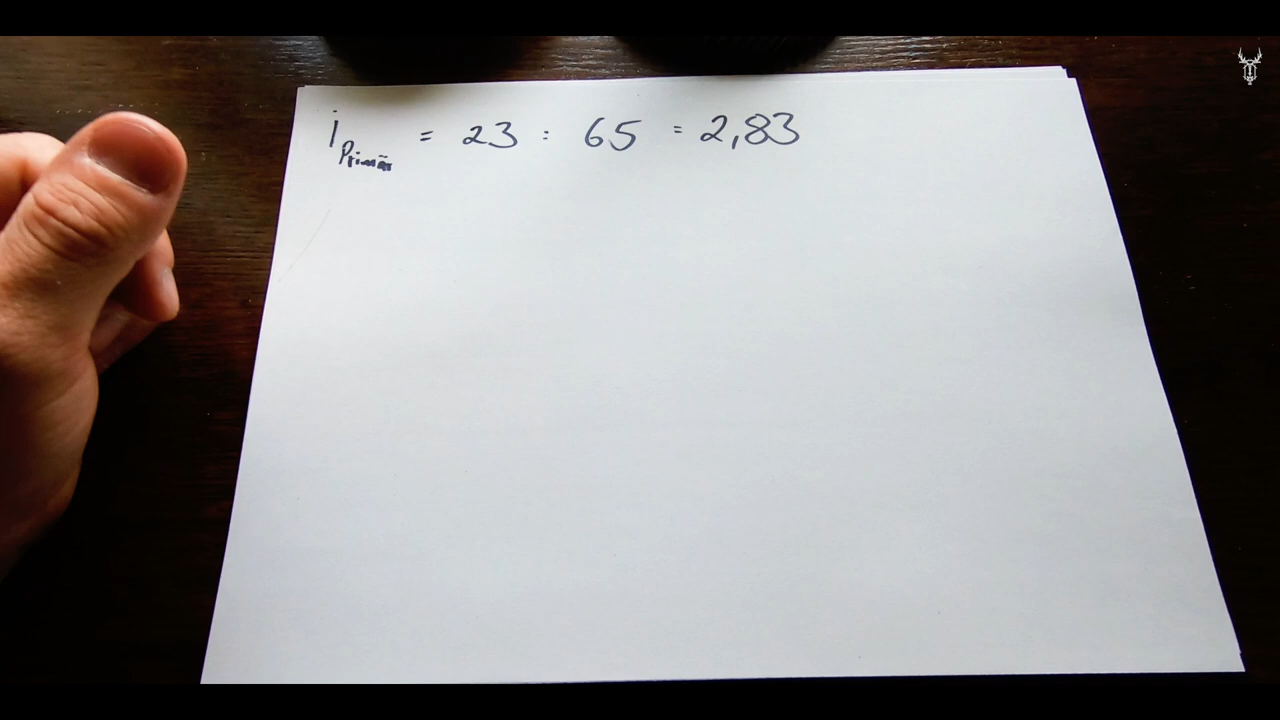 i Primär = 23 : 65 = 2,83